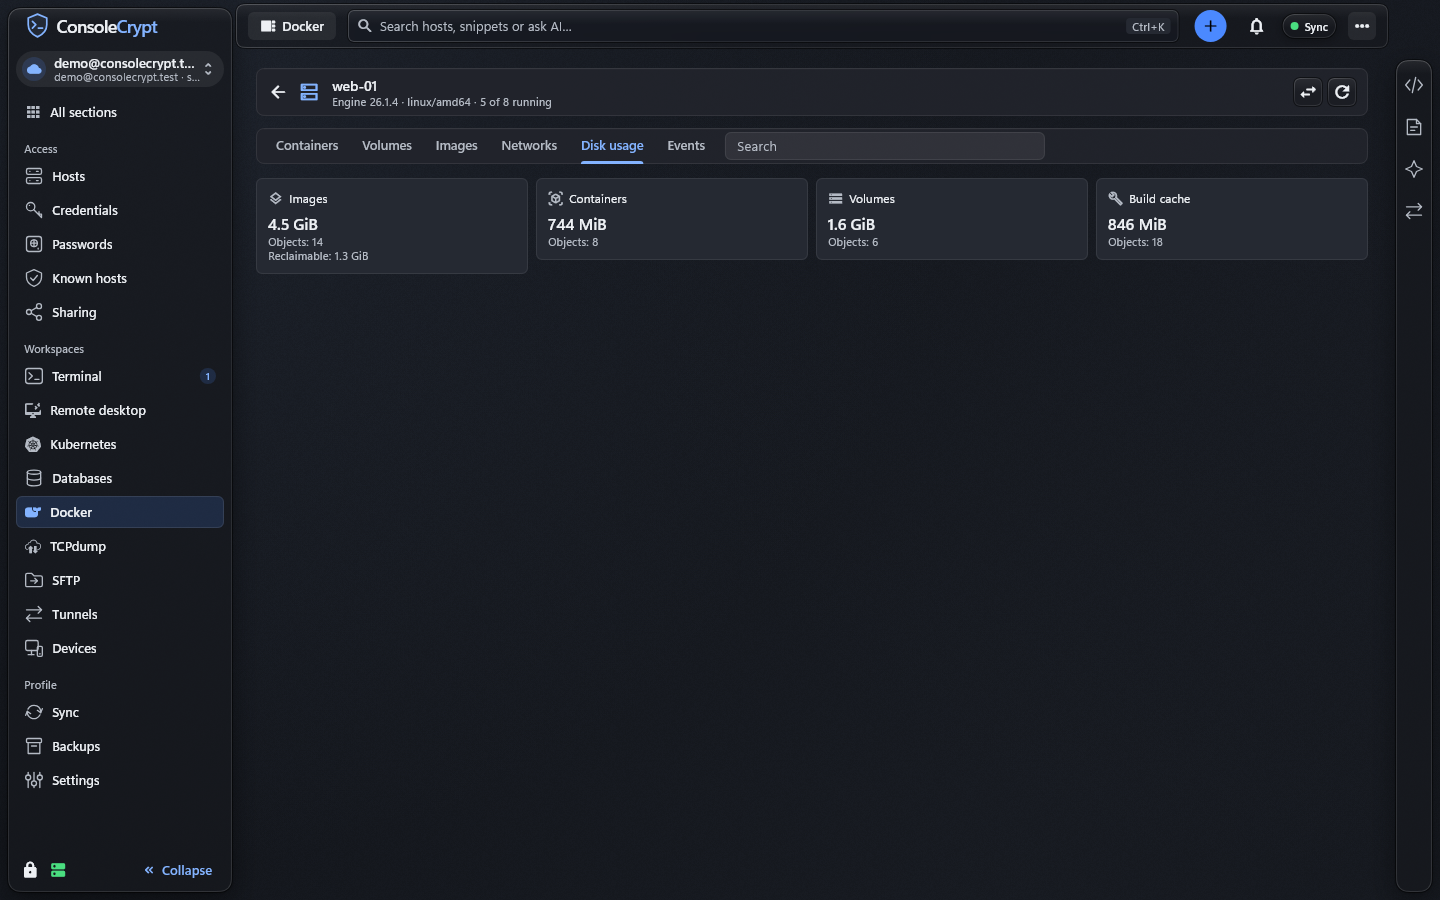 ConsoleCrypt
demo@consolecrypt.t...
demo@consolecrypt.test · s...
All sections
Access
Hosts
Credentials
Passwords
Known hosts
Sharing
Workspaces
Terminal 1
Remote desktop
Kubernetes
Databases
Docker
TCPdump
SFTP
Tunnels
Devices
Profile
Sync
Backups
Settings
« Collapse
Docker
Search hosts, snippets or ask AI... Ctrl+K
Sync
web-01
Engine 26.1.4 · linux/amd64 · 5 of 8 running
Containers Volumes Images Networks Disk usage Events Search
Images
4.5 GiB
Objects: 14
Reclaimable: 1.3 GiB
Containers
744 MiB
Objects: 8
Volumes
1.6 GiB
Objects: 6
Build cache
846 MiB
Objects: 18